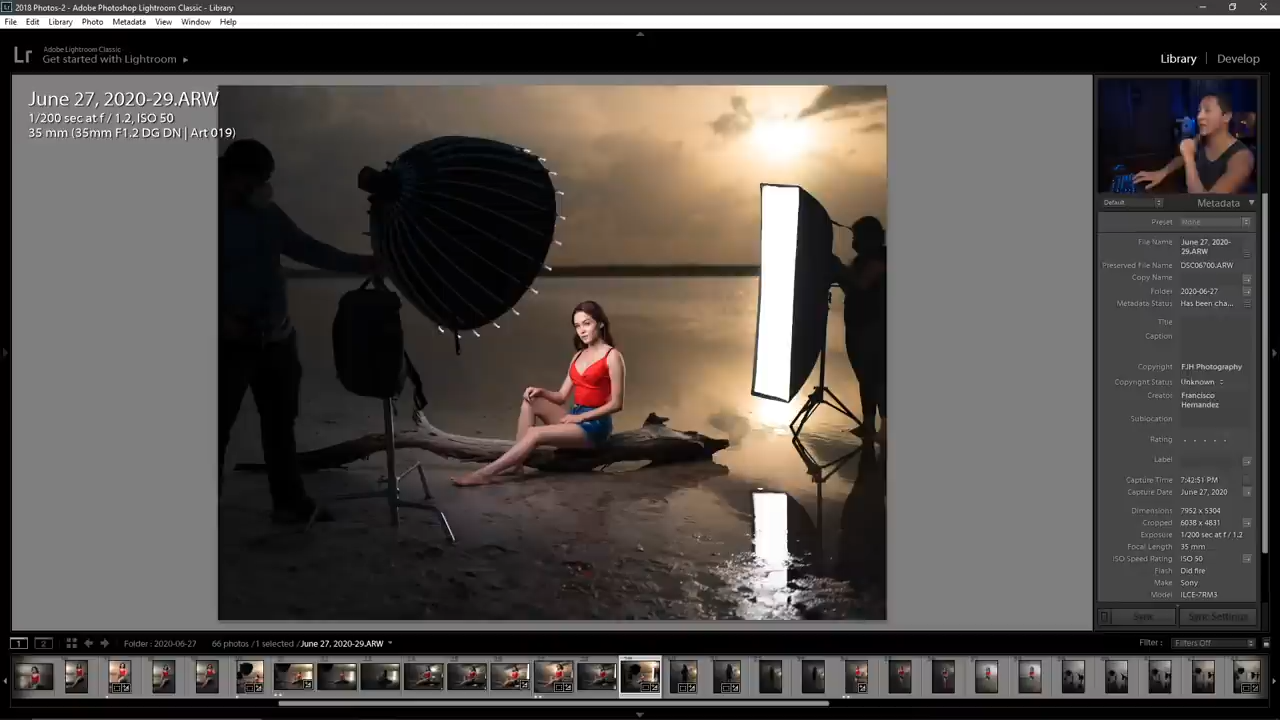 2018 Photos-2 - Adobe Photoshop Lightroom Classic - Library
File Edit Library Photo Metadata View Window Help
Lr
Adobe Lightroom Classic
Get started with Lightroom
Library | Develop
June 27, 2020-29.ARW
1/200 sec at f / 1.2, ISO 50
35 mm (35mm F1.2 DG DN | Art 019)
Default
Metadata
Preset None
File Name June 27, 2020-
29.ARW
Preserved File Name DSC06700.ARW
Copy Name
Folder 2020-06-27
Metadata Status Has been cha...
Title
Caption
Copyright FJH Photography
Copyright Status Unknown
Creator Francisco
Hernandez
Sublocation
Rating
Label
Capture Time 7:42:51 PM
Capture Date June 27, 2020
Dimensions 7952 x 5304
Cropped 6038 x 4831
Exposure 1/200 sec at f / 1.2
Focal Length 35 mm
ISO Speed Rating ISO 50
Flash Did fire
Make Sony
Model ILCE-7RM3
Sync Sync Settings
1 2 Folder : 2020-06-27 66 photos / 1 selected / June 27, 2020-29.ARW
Filter : Filters Off